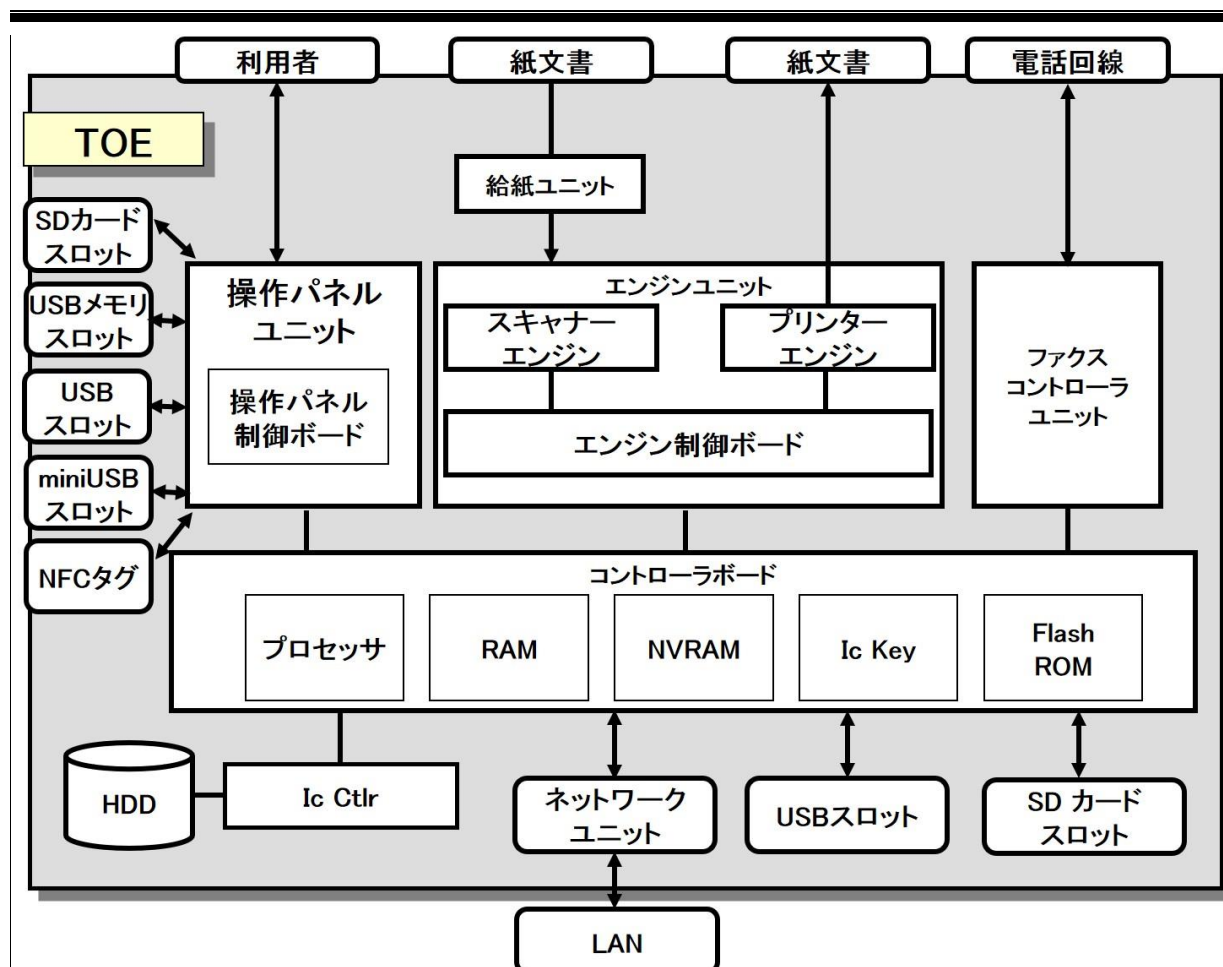 利用者
紙文書
紙文書
電話回線
TOE
給紙ユニット
SDカード
スロット
USBメモリ
スロット
USB
スロット
miniUSB
スロット
NFCタグ
操作パネル
ユニット
操作パネル
制御ボード
エンジンユニット
スキャナー
エンジン
プリンター
エンジン
エンジン制御ボード
ファクス
コントローラ
ユニット
コントローラボード
プロセッサ
RAM
NVRAM
Ic Key
Flash
ROM
HDD
Ic Ctlr
ネットワーク
ユニット
USBスロット
SD カード
スロット
LAN